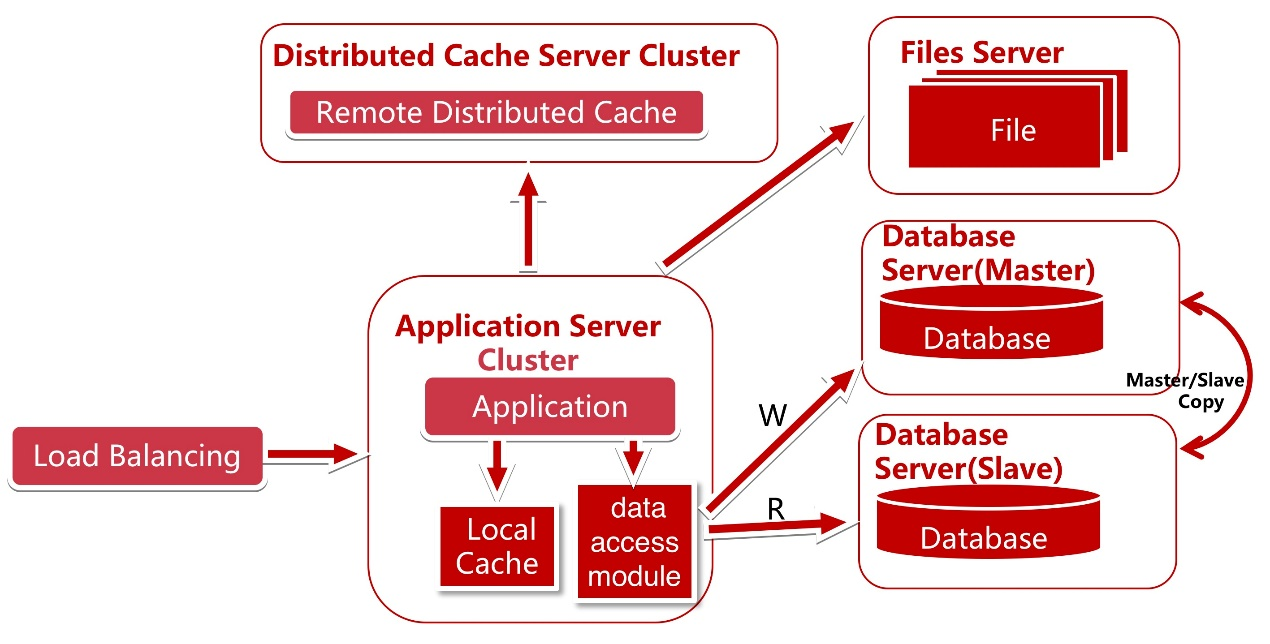 Distributed Cache Server Cluster
Remote Distributed Cache
Files Server
File
Database
Server(Master)
Database
Application Server
Cluster
Application
Load Balancing
Local
Cache
data
access
module
W
R
Master/Slave
Copy
Database
Server(Slave)
Database